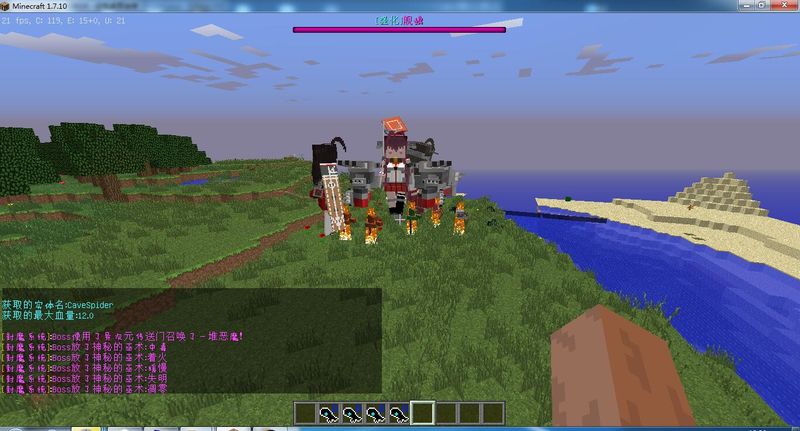 Minecraft 1.7.10
21 fps, C: 119, E: 15+0, U: 21
[进化]舰娘
获取的实体名:CaveSpider
获取的最大血量:12.0
[封魔系统]:Boss使用了异次元传送门召唤了一堆恶魔!
[封魔系统]:Boss放了神秘的巫术:中毒
[封魔系统]:Boss放了神秘的巫术:着火
[封魔系统]:Boss放了神秘的巫术:缓慢
[封魔系统]:Boss放了神秘的巫术:失明
[封魔系统]:Boss放了神秘的巫术:凋零